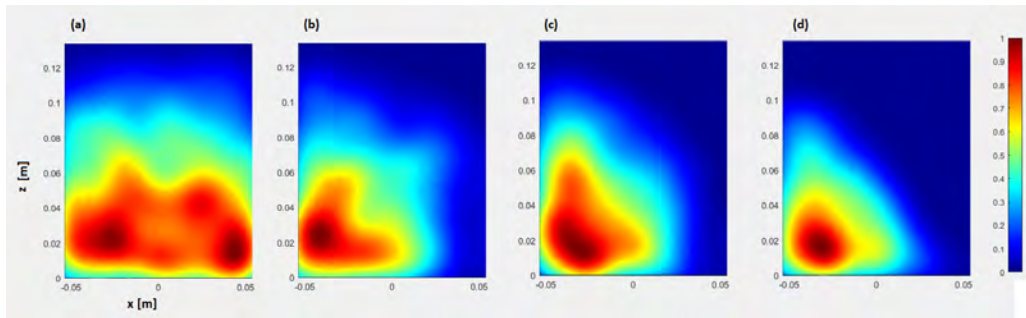 (a) (b) (c) (d)
0.12 0.12 0.12 0.12 1
0.9
0.1 0.1 0.1 0.1 0.8
0.08 0.08 0.08 0.08 0.7
z [m] 0.6
0.06 0.06 0.06 0.06 0.5
0.04 0.04 0.04 0.04 0.4
0.3
0.02 0.02 0.02 0.02 0.2
0.1
0 0 0 0 0
-0.05 0 0.05 -0.05 0 0.05 -0.05 0 0.05 -0.05 0 0.05
x [m]